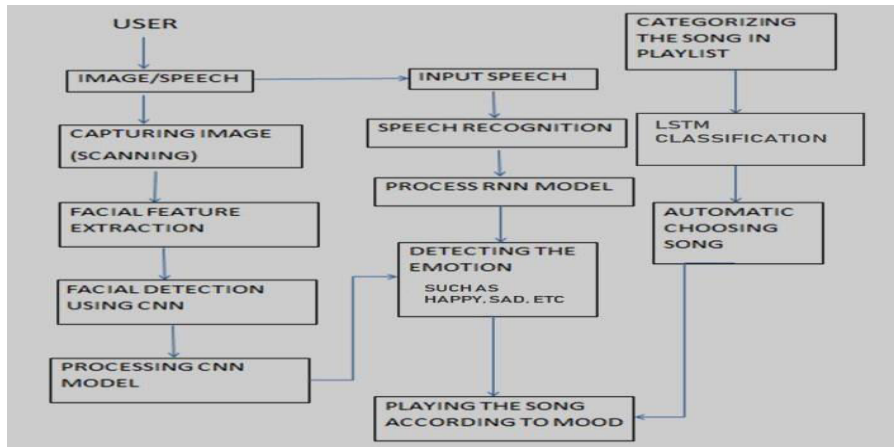 USER
IMAGE/SPEECH
CAPTURING IMAGE
(SCANNING)
FACIAL FEATURE
EXTRACTION
FACIAL DETECTION
USING CNN
PROCESSING CNN
MODEL
INPUT SPEECH
SPEECH RECOGNITION
PROCESS RNN MODEL
DETECTING THE
EMOTION
SUCH AS
HAPPY, SAD, ETC
PLAYING THE SONG
ACCORDING TO MOOD
CATEGORIZING
THE SONG IN
PLAYLIST
LSTM
CLASSIFICATION
AUTOMATIC
CHOOSING
SONG